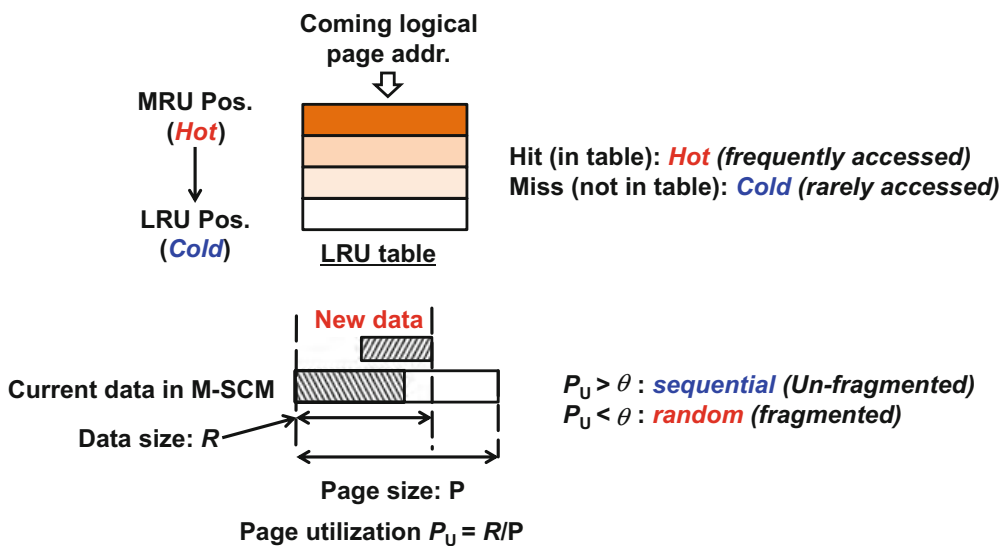 Coming logical
page addr.
MRU Pos.
(Hot)
LRU Pos.
(Cold)
LRU table
Hit (in table): Hot (frequently accessed)
Miss (not in table): Cold (rarely accessed)
New data
Current data in M-SCM
Data size: R
Page size: P
Page utilization PU = R/P
PU > θ : sequential (Un-fragmented)
PU < θ : random (fragmented)